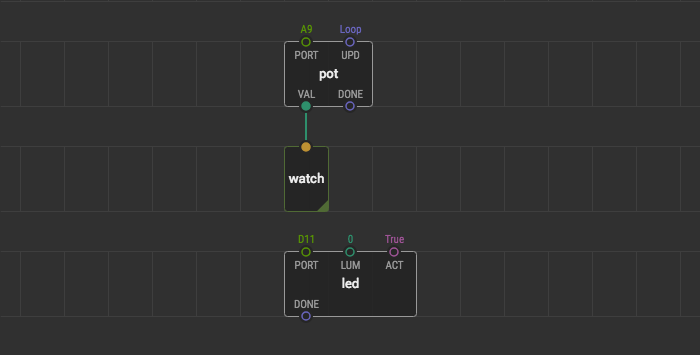 A9 Loop
PORT UPD
pot
VAL DONE
watch
D11 0 True
PORT LUM ACT
led
DONE